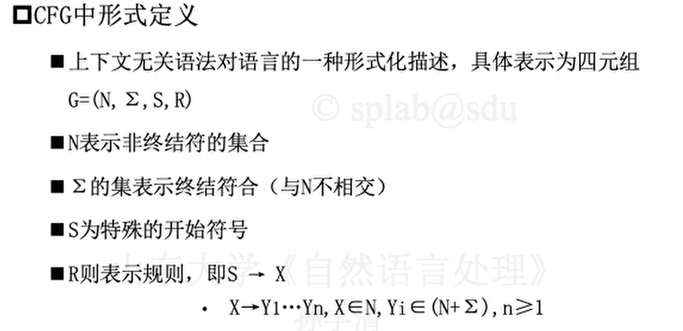 CFG中形式定义
上下文无关语法对语言的一种形式化描述，具体表示为四元组
G=(N,Σ,S,R)
© splab@sdu
N表示非终结符的集合
Σ的集表示终结符合（与N不相交）
S为特殊的开始符号
山东大学《自然语言处理》
R则表示规则，即S → X
· X→Y1…Yn,X∈N,Yi∈(N+Σ),n≥1